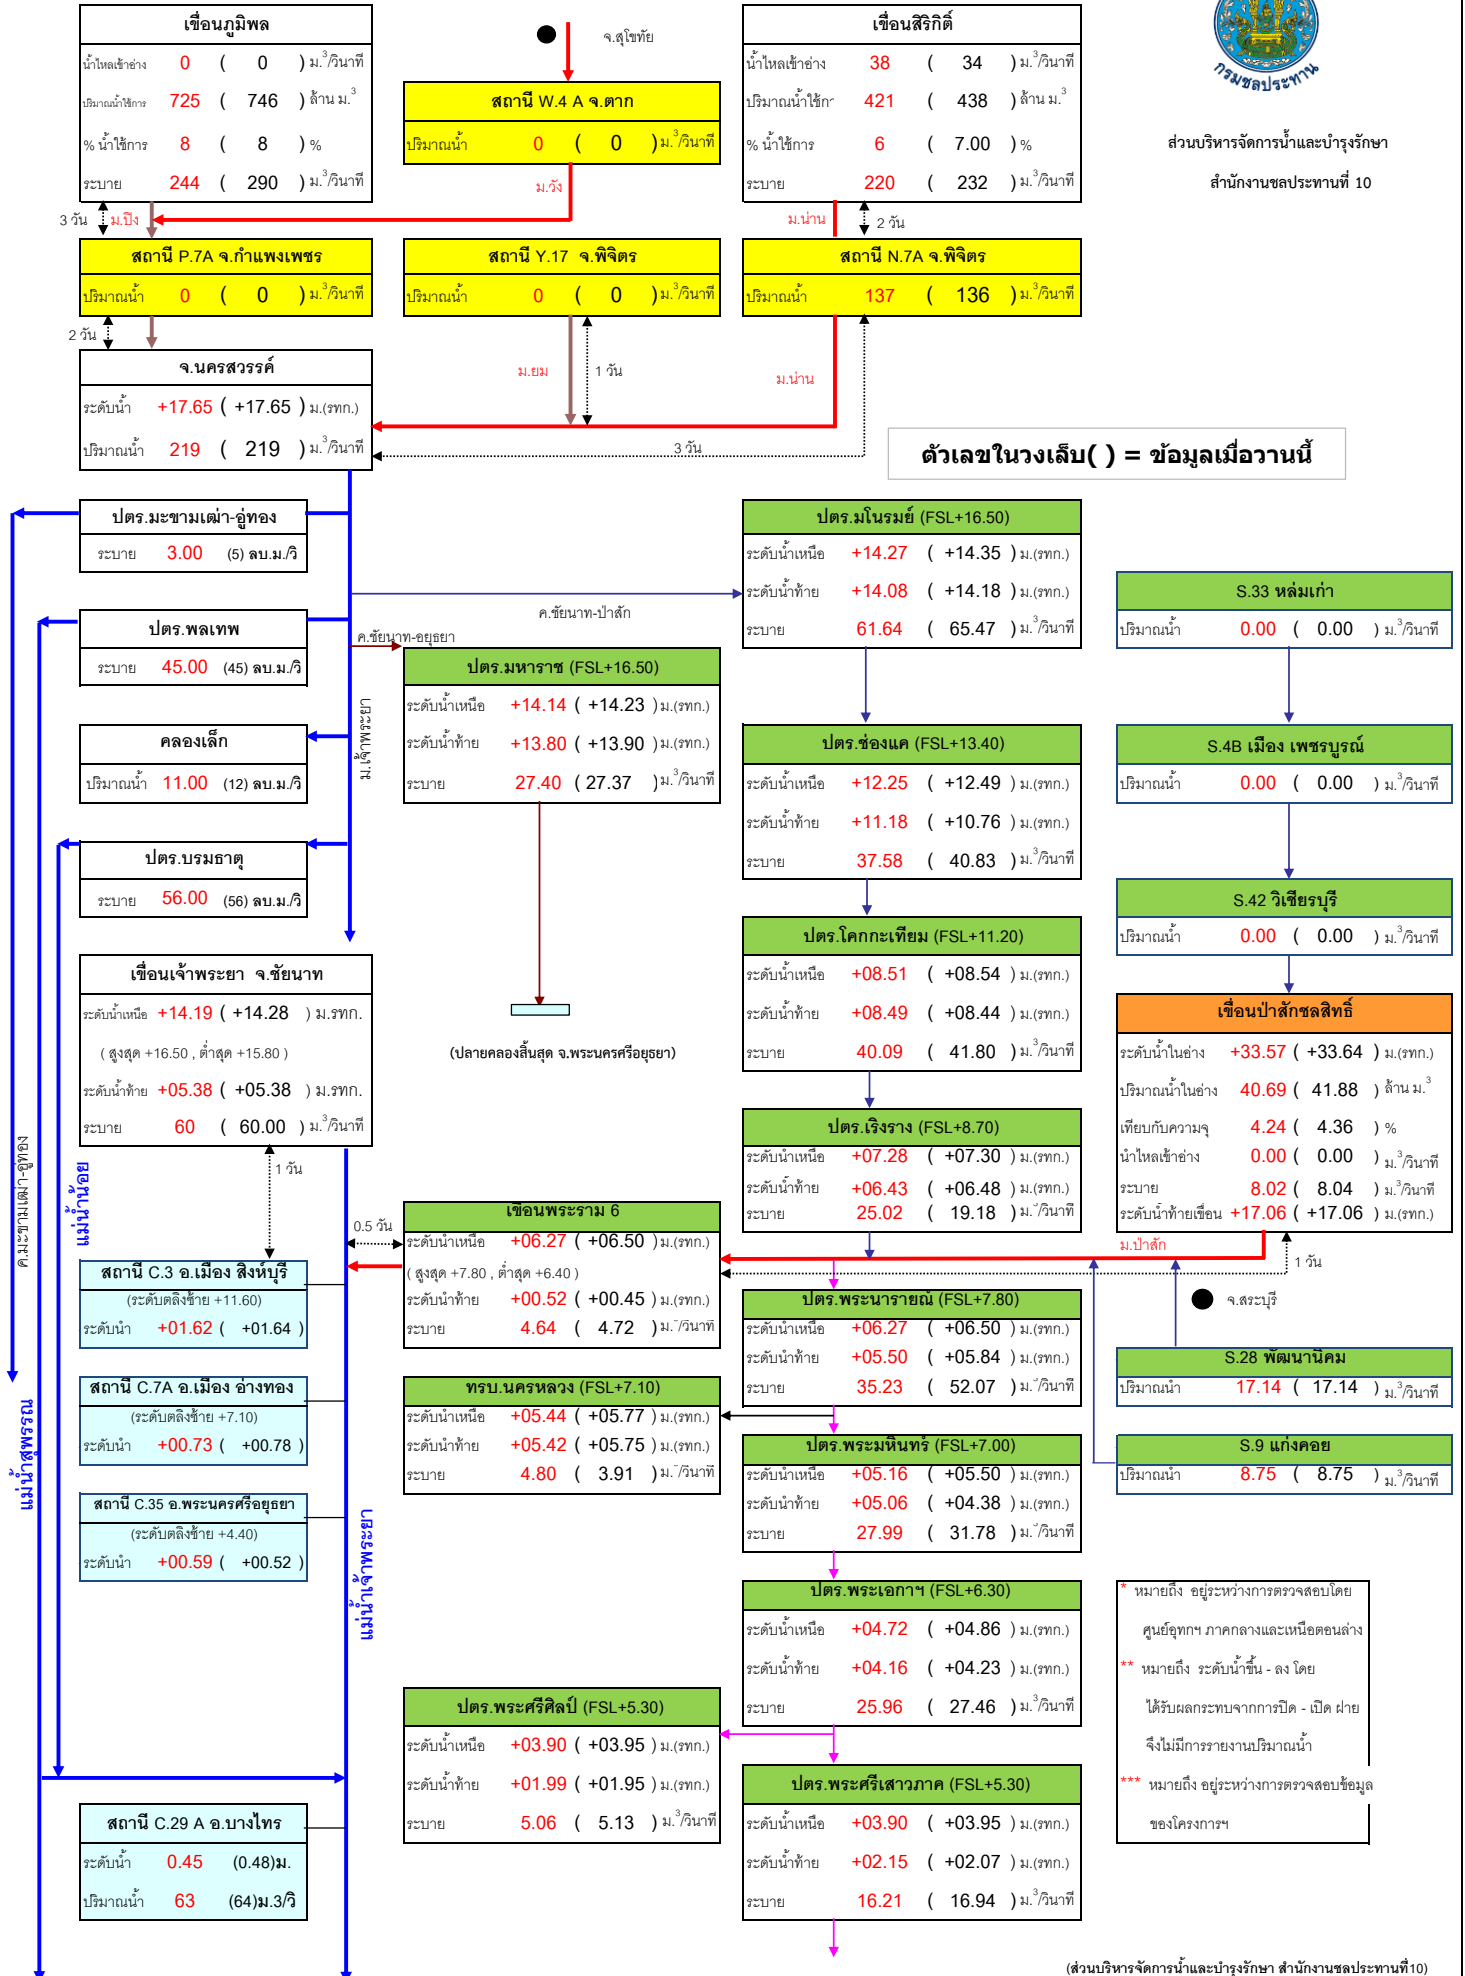 เขื่อนภูมิพล
น้ำไหลเข้าอ่าง 0 ( 0 ) ม.³/วินาที
ปริมาณน้ำใช้การ 725 ( 746 ) ล้าน ม.³
% น้ำใช้การ 8 ( 8 ) %
ระบาย 244 ( 290 ) ม.³/วินาที
จ.สุโขทัย
สถานี W.4 A จ.ตาก
ปริมาณน้ำ 0 ( 0 ) ม.³/วินาที
เขื่อนสิริกิติ์
น้ำไหลเข้าอ่าง 38 ( 34 ) ม.³/วินาที
ปริมาณน้ำใช้กา 421 ( 438 ) ล้าน ม.³
% น้ำใช้การ 6 ( 7.00 ) %
ระบาย 220 ( 232 ) ม.³/วินาที
กรมชลประทาน
ส่วนบริหารจัดการน้ำและบำรุงรักษา
สำนักงานชลประทานที่ 10
3 วัน ม.ปิง
ม.วัง
ม.น่าน
2 วัน
สถานี P.7A จ.กำแพงเพชร
ปริมาณน้ำ 0 ( 0 ) ม.³/วินาที
สถานี Y.17 จ.พิจิตร
ปริมาณน้ำ 0 ( 0 ) ม.³/วินาที
สถานี N.7A จ.พิจิตร
ปริมาณน้ำ 137 ( 136 ) ม.³/วินาที
2 วัน
ม.ยม
1 วัน
ม.น่าน
3 วัน
จ.นครสวรรค์
ระดับน้ำ +17.65 ( +17.65 ) ม.(รทก.)
ปริมาณน้ำ 219 ( 219 ) ม.³/วินาที
ตัวเลขในวงเล็บ( ) = ข้อมูลเมื่อวานนี้
ปตร.มะขามเฒ่า-อู่ทอง
ระบาย 3.00 (5) ลบ.ม./วิ
ปตร.พลเทพ
ระบาย 45.00 (45) ลบ.ม./วิ
คลองเล็ก
ปริมาณน้ำ 11.00 (12) ลบ.ม./วิ
ปตร.บรมธาตุ
ระบาย 56.00 (56) ลบ.ม./วิ
ม.เจ้าพระยา
ค.ชัยนาท-ป่าสัก
ค.ชัยนาท-อยุธยา
ปตร.มหาราช (FSL+16.50)
ระดับน้ำเหนือ +14.14 ( +14.23 ) ม.(รทก.)
ระดับน้ำท้าย +13.80 ( +13.90 ) ม.(รทก.)
ระบาย 27.40 ( 27.37 ) ม.³/วินาที
(ปลายคลองสิ้นสุด จ.พระนครศรีอยุธยา)
ปตร.มโนรมย์ (FSL+16.50)
ระดับน้ำเหนือ +14.27 ( +14.35 ) ม.(รทก.)
ระดับน้ำท้าย +14.08 ( +14.18 ) ม.(รทก.)
ระบาย 61.64 ( 65.47 ) ม.³/วินาที
ปตร.ช่องแค (FSL+13.40)
ระดับน้ำเหนือ +12.25 ( +12.49 ) ม.(รทก.)
ระดับน้ำท้าย +11.18 ( +10.76 ) ม.(รทก.)
ระบาย 37.58 ( 40.83 ) ม.³/วินาที
ปตร.โคกกะเทียม (FSL+11.20)
ระดับน้ำเหนือ +08.51 ( +08.54 ) ม.(รทก.)
ระดับน้ำท้าย +08.49 ( +08.44 ) ม.(รทก.)
ระบาย 40.09 ( 41.80 ) ม.³/วินาที
ปตร.เริงราง (FSL+8.70)
ระดับน้ำเหนือ +07.28 ( +07.30 ) ม.(รทก.)
ระดับน้ำท้าย +06.43 ( +06.48 ) ม.(รทก.)
ระบาย 25.02 ( 19.18 ) ม.³/วินาที
S.33 หล่มเก่า
ปริมาณน้ำ 0.00 ( 0.00 ) ม.³/วินาที
S.4B เมือง เพชรบูรณ์
ปริมาณน้ำ 0.00 ( 0.00 ) ม.³/วินาที
S.42 วิเชียรบุรี
ปริมาณน้ำ 0.00 ( 0.00 ) ม.³/วินาที
เขื่อนป่าสักชลสิทธิ์
ระดับน้ำในอ่าง +33.57 ( +33.64 ) ม.(รทก.)
ปริมาณน้ำในอ่าง 40.69 ( 41.88 ) ล้าน ม.³
เทียบกับความจุ 4.24 ( 4.36 ) %
น้ำไหลเข้าอ่าง 0.00 ( 0.00 ) ม.³/วินาที
ระบาย 8.02 ( 8.04 ) ม.³/วินาที
ระดับน้ำท้ายเขื่อน +17.06 ( +17.06 ) ม.(รทก.)
ม.ป่าสัก
1 วัน
จ.สระบุรี
เขื่อนเจ้าพระยา จ.ชัยนาท
ระดับน้ำเหนือ +14.19 ( +14.28 ) ม.รทก.
( สูงสุด +16.50 , ต่ำสุด +15.80 )
ระดับน้ำท้าย +05.38 ( +05.38 ) ม.รทก.
ระบาย 60 ( 60.00 ) ม.³/วินาที
1 วัน
0.5 วัน
ค.มะขามเฒ่า-อู่ทอง
แม่น้ำน้อย
แม่น้ำสุพรรณ
แม่น้ำเจ้าพระยา
เขื่อนพระราม 6
ระดับน้ำเหนือ +06.27 ( +06.50 ) ม.(รทก.)
( สูงสุด +7.80 , ต่ำสุด +6.40 )
ระดับน้ำท้าย +00.52 ( +00.45 ) ม.(รทก.)
ระบาย 4.64 ( 4.72 ) ม.³/วินาที
สถานี C.3 อ.เมือง สิงห์บุรี
(ระดับตลิ่งซ้าย +11.60)
ระดับน้ำ +01.62 ( +01.64 )
สถานี C.7A อ.เมือง อ่างทอง
(ระดับตลิ่งซ้าย +7.10)
ระดับน้ำ +00.73 ( +00.78 )
สถานี C.35 อ.พระนครศรีอยุธยา
(ระดับตลิ่งซ้าย +4.40)
ระดับน้ำ +00.59 ( +00.52 )
ทรบ.นครหลวง (FSL+7.10)
ระดับน้ำเหนือ +05.44 ( +05.77 ) ม.(รทก.)
ระดับน้ำท้าย +05.42 ( +05.75 ) ม.(รทก.)
ระบาย 4.80 ( 3.91 ) ม.³/วินาที
ปตร.พระนารายณ์ (FSL+7.80)
ระดับน้ำเหนือ +06.27 ( +06.50 ) ม.(รทก.)
ระดับน้ำท้าย +05.50 ( +05.84 ) ม.(รทก.)
ระบาย 35.23 ( 52.07 ) ม.³/วินาที
ปตร.พระมหินทร์ (FSL+7.00)
ระดับน้ำเหนือ +05.16 ( +05.50 ) ม.(รทก.)
ระดับน้ำท้าย +05.06 ( +04.38 ) ม.(รทก.)
ระบาย 27.99 ( 31.78 ) ม.³/วินาที
S.28 พัฒนานิคม
ปริมาณน้ำ 17.14 ( 17.14 ) ม.³/วินาที
S.9 แก่งคอย
ปริมาณน้ำ 8.75 ( 8.75 ) ม.³/วินาที
ปตร.พระเอกาฯ (FSL+6.30)
ระดับน้ำเหนือ +04.72 ( +04.86 ) ม.(รทก.)
ระดับน้ำท้าย +04.16 ( +04.23 ) ม.(รทก.)
ระบาย 25.96 ( 27.46 ) ม.³/วินาที
* หมายถึง อยู่ระหว่างการตรวจสอบโดย
ศูนย์อุทกฯ ภาคกลางและเหนือตอนล่าง
** หมายถึง ระดับน้ำขึ้น - ลง โดย
ได้รับผลกระทบจากการปิด - เปิด ฝาย
จึงไม่มีการรายงานปริมาณน้ำ
*** หมายถึง อยู่ระหว่างการตรวจสอบข้อมูล
ของโครงการฯ
ปตร.พระศรีศิลป์ (FSL+5.30)
ระดับน้ำเหนือ +03.90 ( +03.95 ) ม.(รทก.)
ระดับน้ำท้าย +01.99 ( +01.95 ) ม.(รทก.)
ระบาย 5.06 ( 5.13 ) ม.³/วินาที
ปตร.พระศรีเสาวภาค (FSL+5.30)
ระดับน้ำเหนือ +03.90 ( +03.95 ) ม.(รทก.)
ระดับน้ำท้าย +02.15 ( +02.07 ) ม.(รทก.)
ระบาย 16.21 ( 16.94 ) ม.³/วินาที
สถานี C.29 A อ.บางไทร
ระดับน้ำ 0.45 (0.48)ม.
ปริมาณน้ำ 63 (64)ม.3/วิ
(ส่วนบริหารจัดการน้ำและบำรุงรักษา สำนักงานชลประทานที่10)